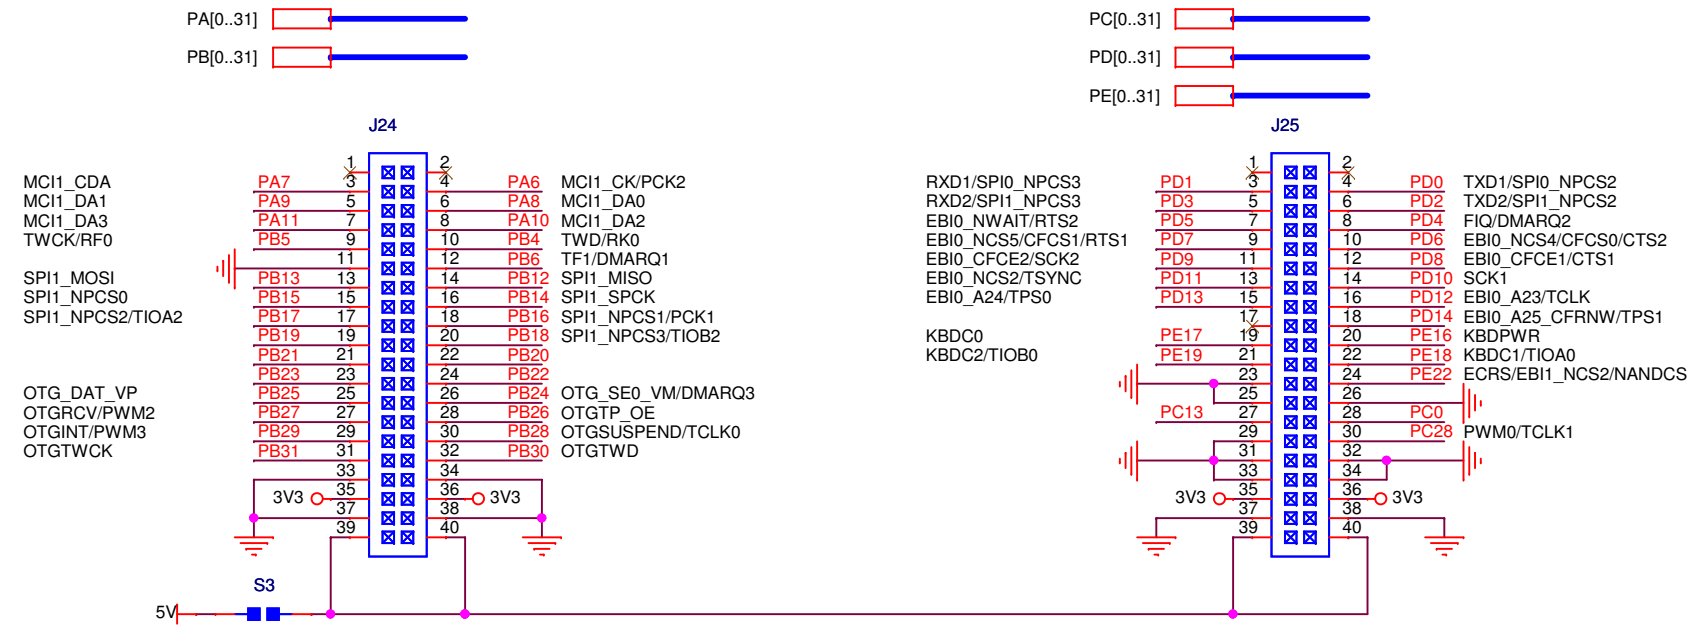 PA[0..31] PC[0..31]
PB[0..31] PD[0..31]
PE[0..31]
J24 J25
1 2 1 2
MCI1_CDA PA7 3 4 PA6 MCI1_CK/PCK2 RXD1/SPI0_NPCS3 PD1 3 4 PD0 TXD1/SPI0_NPCS2
MCI1_DA1 PA9 5 6 PA8 MCI1_DA0 RXD2/SPI1_NPCS3 PD3 5 6 PD2 TXD2/SPI1_NPCS2
MCI1_DA3 PA11 7 8 PA10 MCI1_DA2 EBI0_NWAIT/RTS2 PD5 7 8 PD4 FIQ/DMARQ2
TWCK/RF0 PB5 9 10 PB4 TWD/RK0 EBI0_NCS5/CFCS1/RTS1 PD7 9 10 PD6 EBI0_NCS4/CFCS0/CTS2
11 12 PB6 TF1/DMARQ1 EBI0_CFCE2/SCK2 PD9 11 12 PD8 EBI0_CFCE1/CTS1
SPI1_MOSI PB13 13 14 PB12 SPI1_MISO EBI0_NCS2/TSYNC PD11 13 14 PD10 SCK1
SPI1_NPCS0 PB15 15 16 PB14 SPI1_SPCK EBI0_A24/TPS0 PD13 15 16 PD12 EBI0_A23/TCLK
SPI1_NPCS2/TIOA2 PB17 17 18 PB16 SPI1_NPCS1/PCK1 17 18 PD14 EBI0_A25_CFRNW/TPS1
PB19 19 20 PB18 SPI1_NPCS3/TIOB2 KBDC0 PE17 19 20 PE16 KBDPWR
PB21 21 22 PB20 KBDC2/TIOB0 PE19 21 22 PE18 KBDC1/TIOA0
PB23 23 24 PB22 23 24 PE22 ECRS/EBI1_NCS2/NANDCS
OTG_DAT_VP PB25 25 26 PB24 OTG_SE0_VM/DMARQ3 25 26
OTGRCV/PWM2 PB27 27 28 PB26 OTGTP_OE PC13 27 28 PC0
OTGINT/PWM3 PB29 29 30 PB28 OTGSUSPEND/TCLK0 29 30 PC28 PWM0/TCLK1
OTGTWCK PB31 31 32 PB30 OTGTWD 31 32
33 34 33 34
3V3 35 36 3V3 3V3 35 36 3V3
37 38 37 38
39 40 39 40
S3
5V